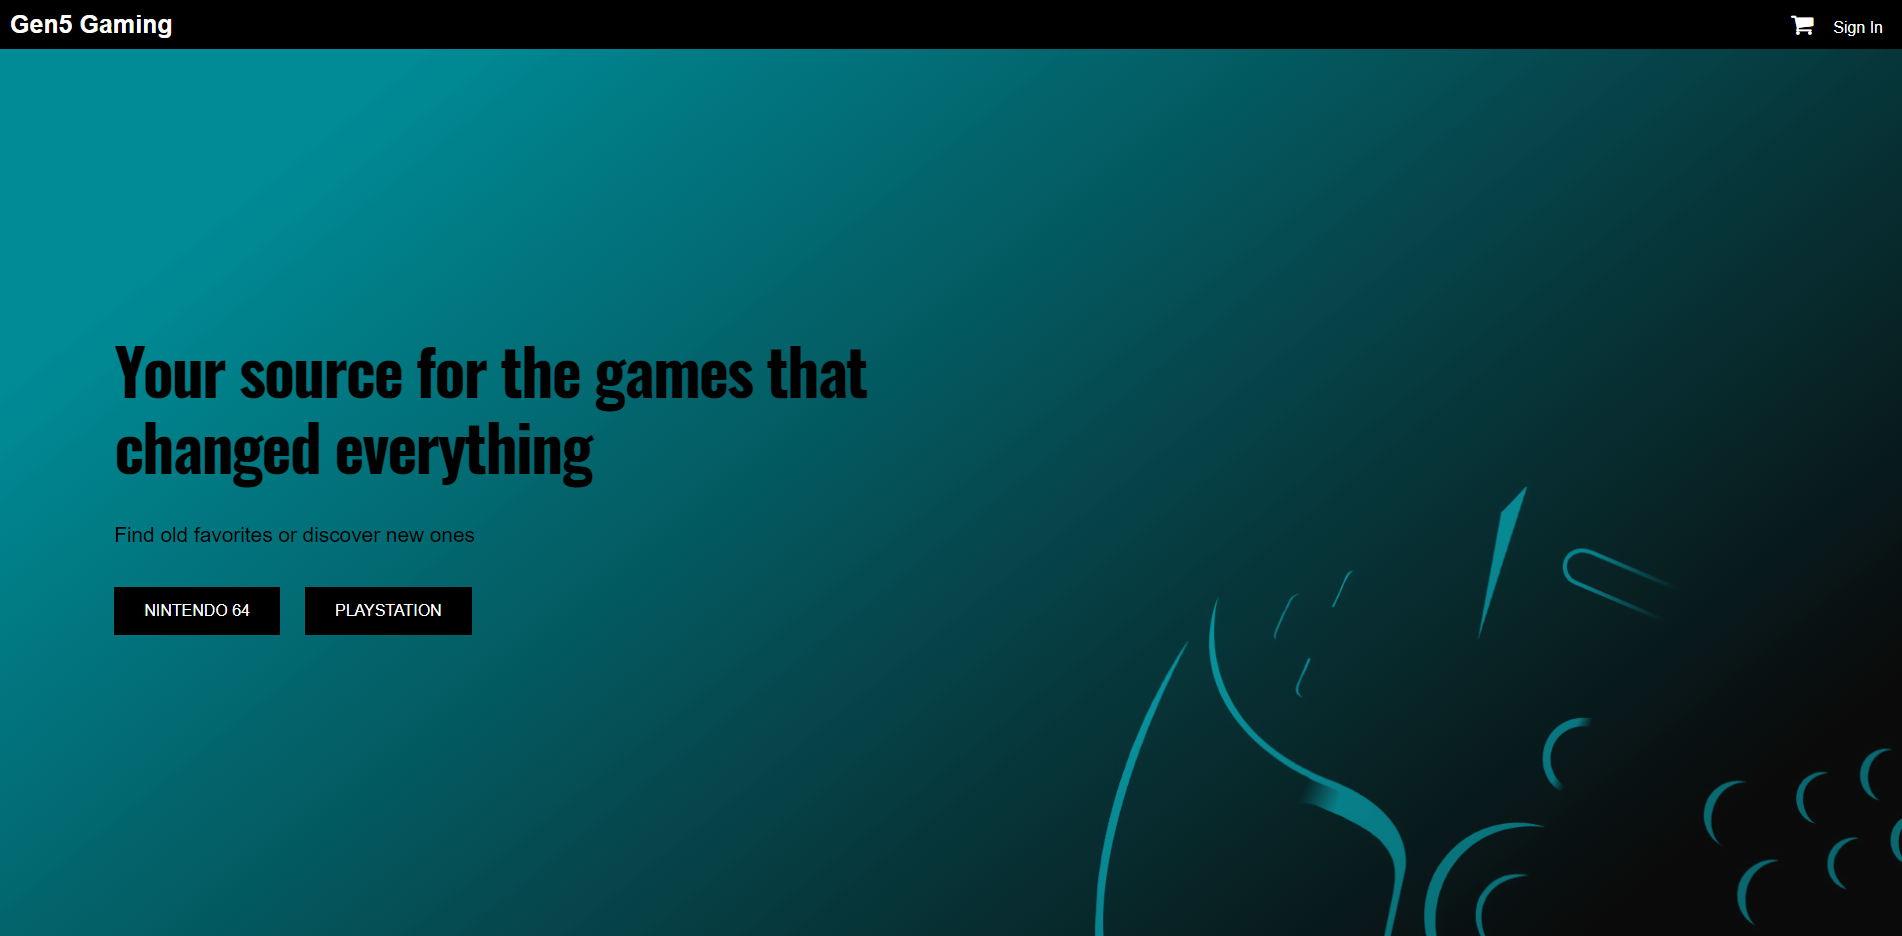 Gen5 Gaming
Sign In
Your source for the games that
changed everything
Find old favorites or discover new ones
NINTENDO 64
PLAYSTATION